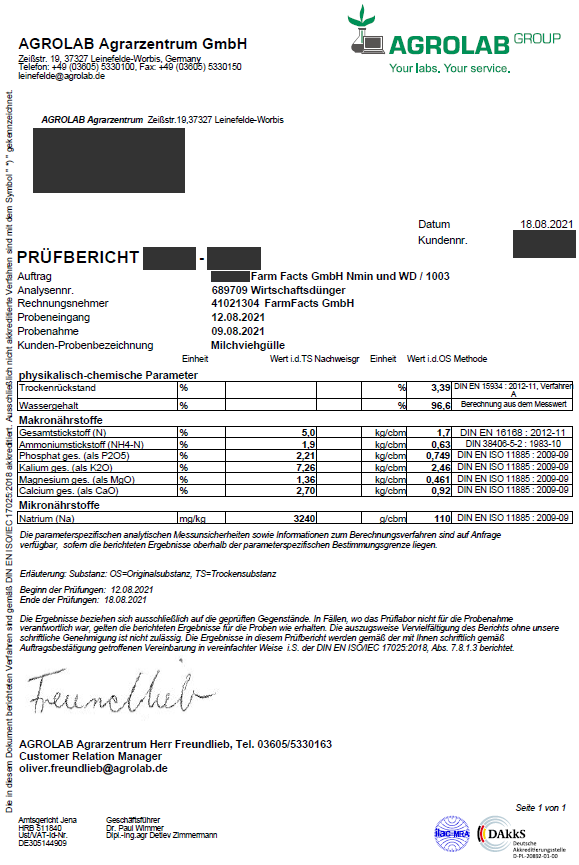 AGROLAB GROUP
Your labs. Your service.
AGROLAB Agrarzentrum GmbH
Zeißstr. 19, 37327 Leinefelde-Worbis, Germany
Telefon: +49 (03605) 5330100, Fax: +49 (03605) 5330150
leinefelde@agrolab.de
AGROLAB Agrarzentrum Zeißstr.19,37327 Leinefelde-Worbis
Datum 18.08.2021
Kundennr.
PRÜFBERICHT -
Auftrag Farm Facts GmbH Nmin und WD / 1003
Analysennr. 689709 Wirtschaftsdünger
Rechnungsnehmer 41021304 FarmFacts GmbH
Probeneingang 12.08.2021
Probenahme 09.08.2021
Kunden-Probenbezeichnung Milchviehgülle
Einheit Wert i.d.TS Nachweisgr Einheit Wert i.d.OS Methode
physikalisch-chemische Parameter
Trockenrückstand % % 3,39 DIN EN 15934 : 2012-11, Verfahren A
Wassergehalt % % 96,6 Berechnung aus dem Messwert
Makronährstoffe
Gesamtstickstoff (N) % 5,0 kg/cbm 1,7 DIN EN 16168 : 2012-11
Ammoniumstickstoff (NH4-N) % 1,9 kg/cbm 0,63 DIN 38406-5-2 : 1983-10
Phosphat ges. (als P2O5) % 2,21 kg/cbm 0,749 DIN EN ISO 11885 : 2009-09
Kalium ges. (als K2O) % 7,26 kg/cbm 2,46 DIN EN ISO 11885 : 2009-09
Magnesium ges. (als MgO) % 1,36 kg/cbm 0,461 DIN EN ISO 11885 : 2009-09
Calcium ges. (als CaO) % 2,70 kg/cbm 0,92 DIN EN ISO 11885 : 2009-09
Mikronährstoffe
Natrium (Na) mg/kg 3240 g/cbm 110 DIN EN ISO 11885 : 2009-09
Die parameterspezifischen analytischen Messunsicherheiten sowie Informationen zum Berechnungsverfahren sind auf Anfrage
verfügbar, sofern die berichteten Ergebnisse oberhalb der parameterspezifischen Bestimmungsgrenze liegen.
Erläuterung: Substanz: OS=Originalsubstanz, TS=Trockensubstanz
Beginn der Prüfungen: 12.08.2021
Ende der Prüfungen: 18.08.2021
Die Ergebnisse beziehen sich ausschließlich auf die geprüften Gegenstände. In Fällen, wo das Prüflabor nicht für die Probenahme
verantwortlich war, gelten die berichteten Ergebnisse für die Proben wie erhalten. Die auszugsweise Vervielfältigung des Berichts ohne unsere
schriftliche Genehmigung ist nicht zulässig. Die Ergebnisse in diesem Prüfbericht werden gemäß der mit Ihnen schriftlich gemäß
Auftragsbestätigung getroffenen Vereinbarung in vereinfachter Weise i.S. der DIN EN ISO/IEC 17025:2018, Abs. 7.8.1.3 berichtet.
Freundlieb
AGROLAB Agrarzentrum Herr Freundlieb, Tel. 03605/5330163
Customer Relation Manager
oliver.freundlieb@agrolab.de
Die in diesem Dokument berichteten Verfahren sind gemäß DIN EN ISO/IEC 17025:2018 akkreditiert. Ausschließlich nicht akkreditierte Verfahren sind mit dem Symbol " *) " gekennzeichnet.
Seite 1 von 1
Amtsgericht Jena
HRB 511840
Ust/VAT-Id-Nr.
DE305144909
Geschäftsführer
Dr. Paul Wimmer
Dipl.-Ing.agr Detlev Zimmermann
ilac-MRA
DAkkS
Deutsche
Akkreditierungsstelle
D-PL-20892-01-00